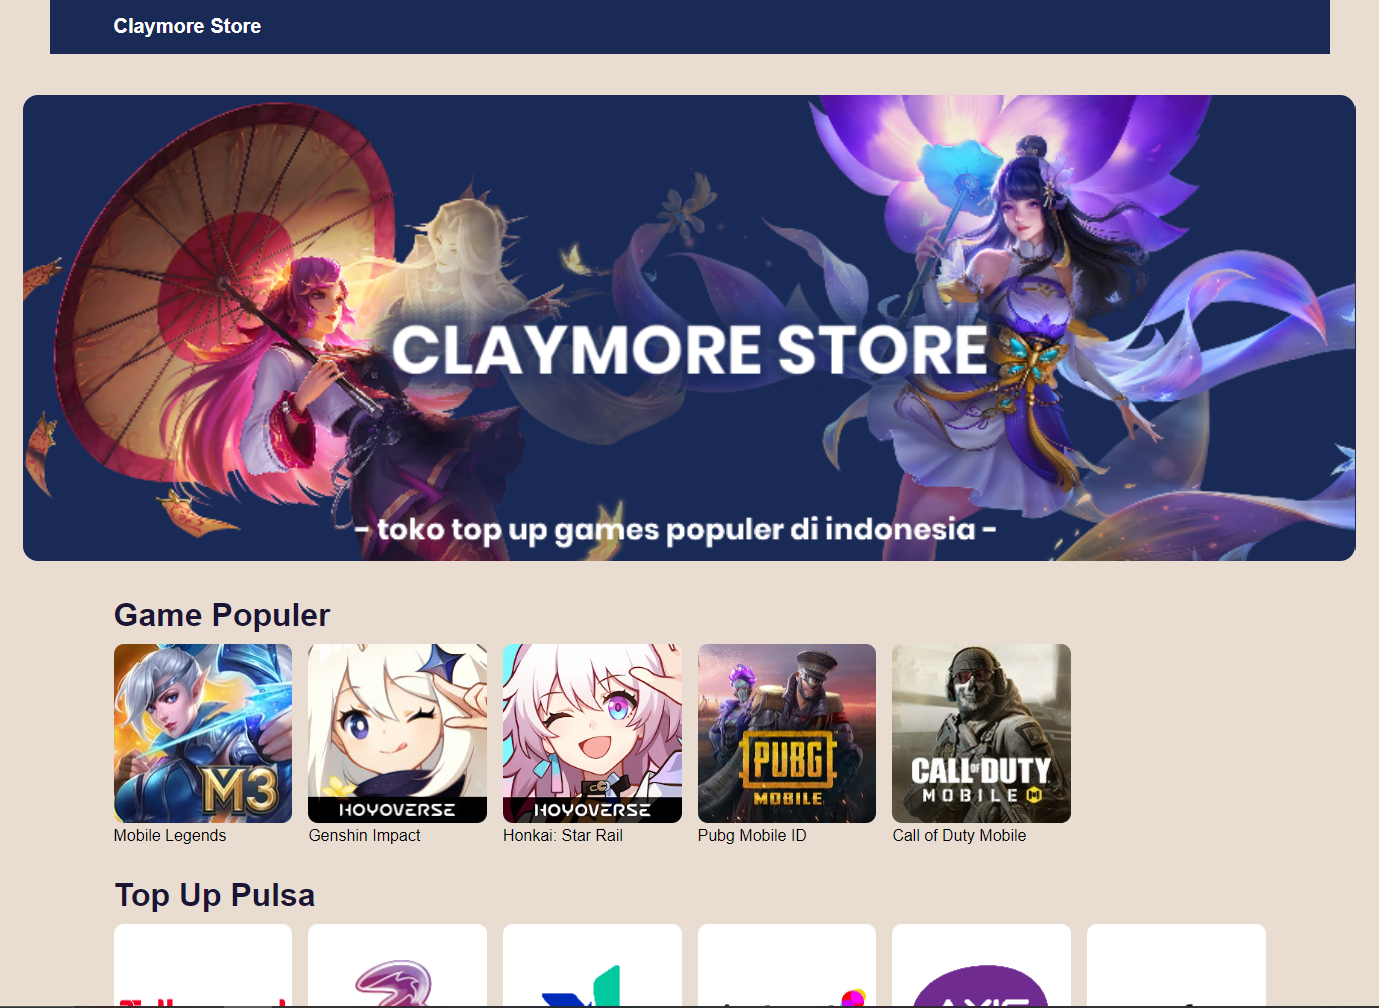 Claymore Store
CLAYMORE STORE
- toko top up games populer di indonesia -
Game Populer
M3
HOYOVERSE
HOYOVERSE
PUBG
MOBILE
CALL OF DUTY
MOBILE
Mobile Legends
Genshin Impact
Honkai: Star Rail
Pubg Mobile ID
Call of Duty Mobile
Top Up Pulsa